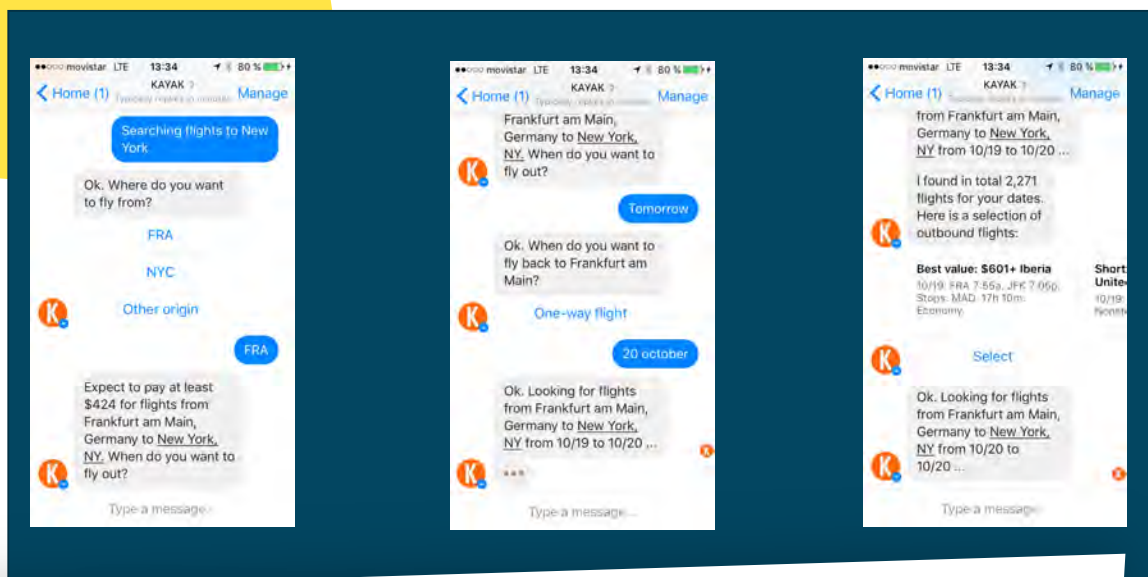 movistar LTE 13:34 80 %
KAYAK
Home (1) Typically replies in minutes Manage
Searching flights to New
York
Ok. Where do you want
to fly from?
FRA
NYC
Other origin
FRA
Expect to pay at least
$424 for flights from
Frankfurt am Main,
Germany to New York,
NY. When do you want to
fly out?
Type a message...
movistar LTE 13:34 80 %
KAYAK
Home (1) Manage
Frankfurt am Main,
Germany to New York,
NY. When do you want to
fly out?
Tomorrow
Ok. When do you want to
fly back to Frankfurt am
Main?
One-way flight
20 october
Ok. Looking for flights
from Frankfurt am Main,
Germany to New York,
NY from 10/19 to 10/20 ...
Type a message...
movistar LTE 13:34 80 %
KAYAK
Home (1) Manage
from Frankfurt am Main,
Germany to New York,
NY from 10/19 to 10/20 ...
I found in total 2,271
flights for your dates.
Here is a selection of
outbound flights:
Best value: $601+ Iberia
10/19: FRA 7:55a, JFK 7:05p,
Stops: MAD. 17h 10m.
Economy.
Short
Unite
10/19:
Select
Ok. Looking for flights
from Frankfurt am Main,
Germany to New York,
NY from 10/20 to
10/20 ...
Type a message...